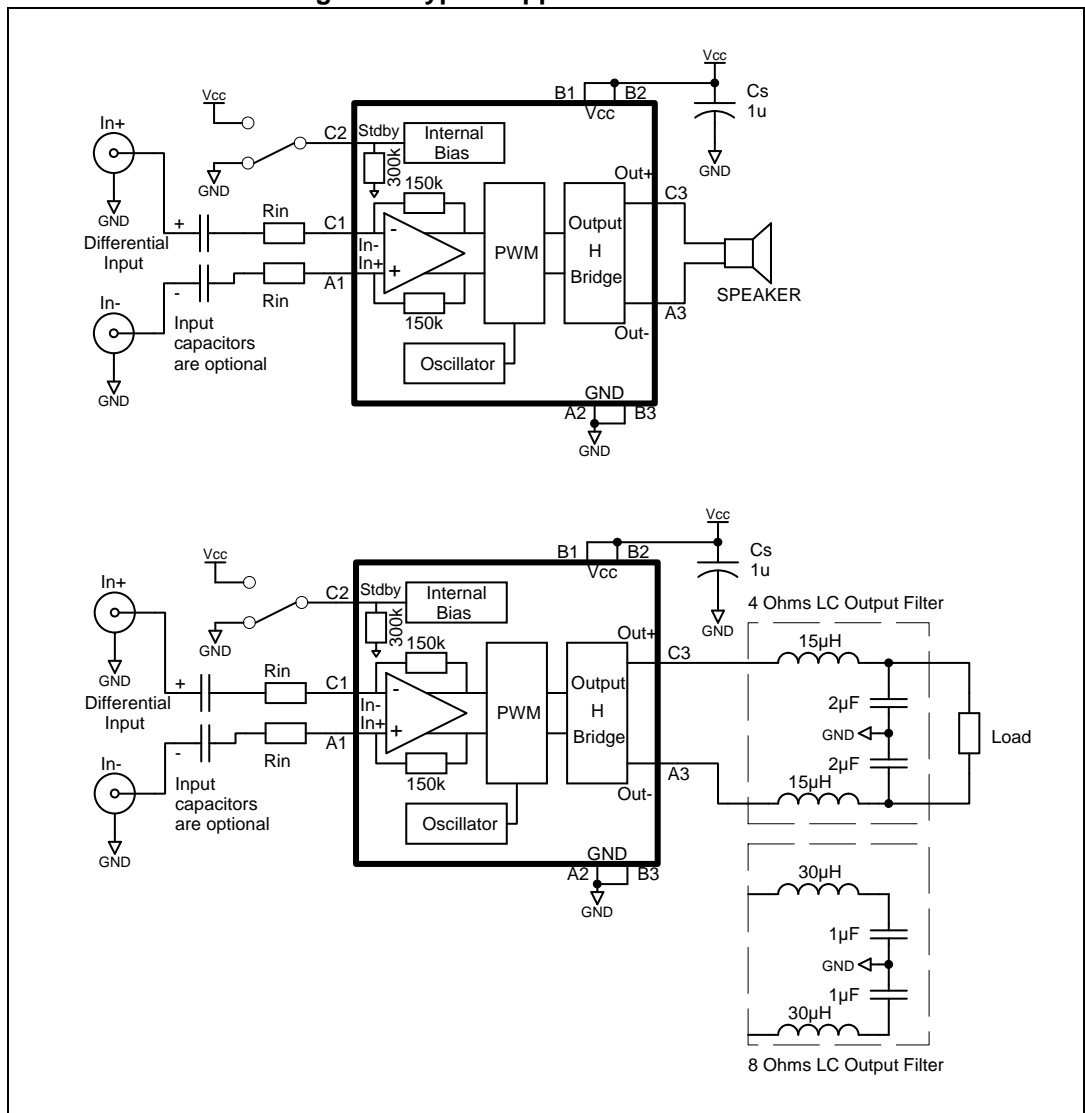 Vcc
B1 B2
Vcc
Cs
1u
GND
Vcc
In+
C2
Stdby
Internal
Bias
300k
GND
GND
Out+
C3
150k
Rin
C1
+
Differential
Input
-
In-
In+
+
PWM
Output
H
Bridge
SPEAKER
-
A1
Rin
In-
Input
capacitors
are optional
150k
A3
Out-
Oscillator
GND
GND
A2 B3
GND
Vcc
B1 B2
Vcc
Cs
1u
GND
Vcc
In+
C2
Stdby
Internal
Bias
300k
GND
GND
4 Ohms LC Output Filter
Out+
C3
15µH
150k
Rin
C1
+
Differential
Input
-
In-
In+
+
PWM
Output
H
Bridge
2µF
GND
2µF
Load
-
A1
Rin
In-
Input
capacitors
are optional
150k
A3
Out-
15µH
Oscillator
GND
GND
A2 B3
GND
30µH
1µF
GND
1µF
30µH
8 Ohms LC Output Filter